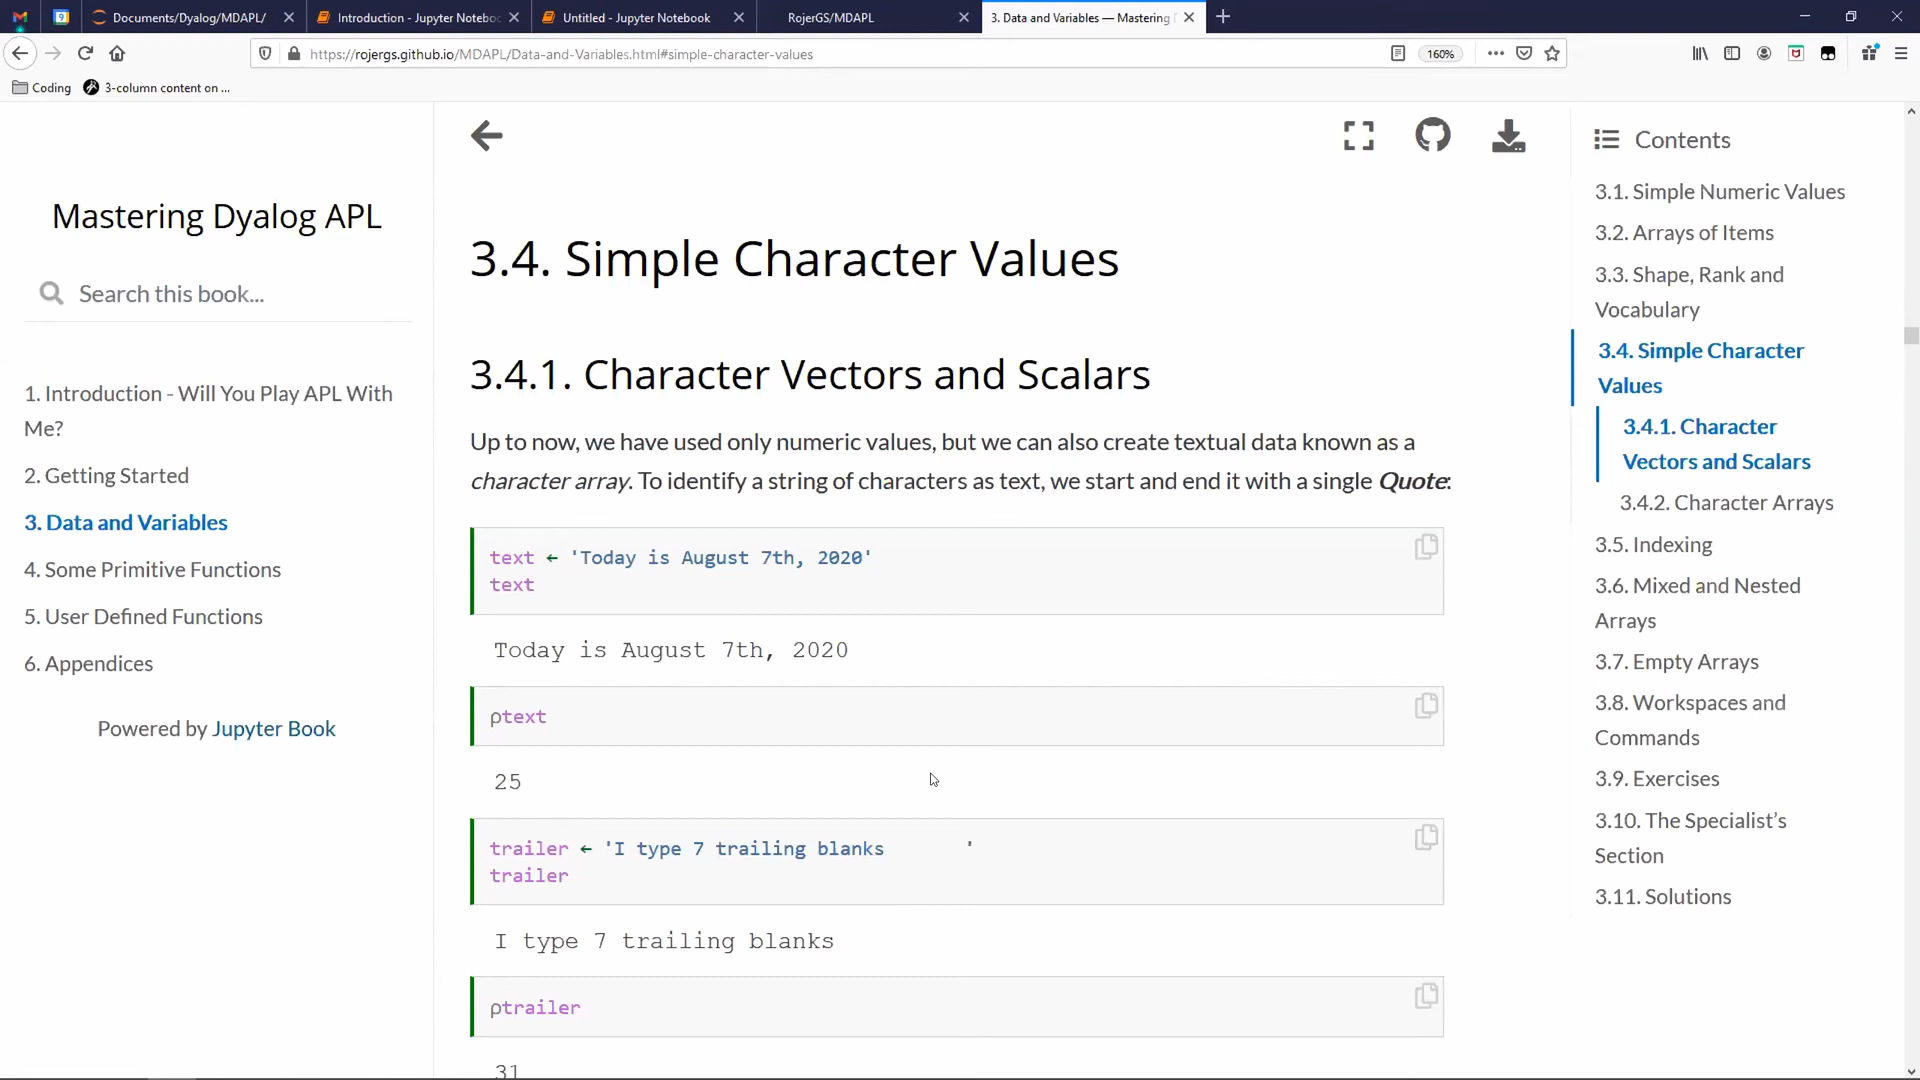 Documents/Dyalog/MDAPL/
Introduction - Jupyter Noteboo
Untitled - Jupyter Notebook
RojerGS/MDAPL
3. Data and Variables — Mastering D
https://rojergs.github.io/MDAPL/Data-and-Variables.html#simple-character-values
160%
Coding
3-column content on ...
Mastering Dyalog APL
Search this book...
1. Introduction - Will You Play APL With
Me?
2. Getting Started
3. Data and Variables
4. Some Primitive Functions
5. User Defined Functions
6. Appendices
Powered by Jupyter Book
3.4. Simple Character Values
3.4.1. Character Vectors and Scalars
Up to now, we have used only numeric values, but we can also create textual data known as a
character array. To identify a string of characters as text, we start and end it with a single Quote:
text ← 'Today is August 7th, 2020'
text
Today is August 7th, 2020
⍴text
25
trailer ← 'I type 7 trailing blanks       '
trailer
I type 7 trailing blanks
⍴trailer
31
Contents
3.1. Simple Numeric Values
3.2. Arrays of Items
3.3. Shape, Rank and
Vocabulary
3.4. Simple Character
Values
3.4.1. Character
Vectors and Scalars
3.4.2. Character Arrays
3.5. Indexing
3.6. Mixed and Nested
Arrays
3.7. Empty Arrays
3.8. Workspaces and
Commands
3.9. Exercises
3.10. The Specialist's
Section
3.11. Solutions